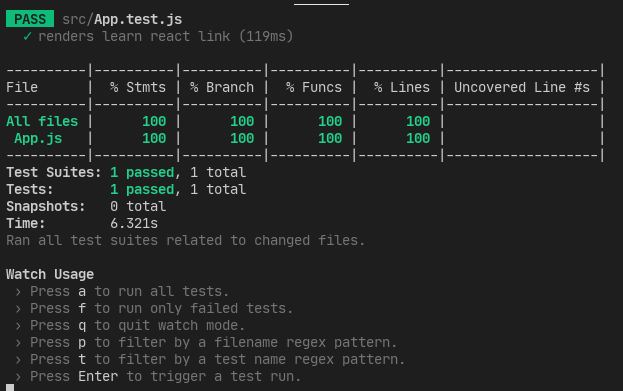 PASS src/App.test.js
✓ renders learn react link (119ms)
----------|----------|----------|----------|----------|-------------------|
File      |  % Stmts | % Branch |  % Funcs |  % Lines | Uncovered Line #s |
----------|----------|----------|----------|----------|-------------------|
All files |      100 |      100 |      100 |      100 |                   |
 App.js   |      100 |      100 |      100 |      100 |                   |
----------|----------|----------|----------|----------|-------------------|
Test Suites: 1 passed, 1 total
Tests:       1 passed, 1 total
Snapshots:   0 total
Time:        6.321s
Ran all test suites related to changed files.
Watch Usage
 › Press a to run all tests.
 › Press f to run only failed tests.
 › Press q to quit watch mode.
 › Press p to filter by a filename regex pattern.
 › Press t to filter by a test name regex pattern.
 › Press Enter to trigger a test run.